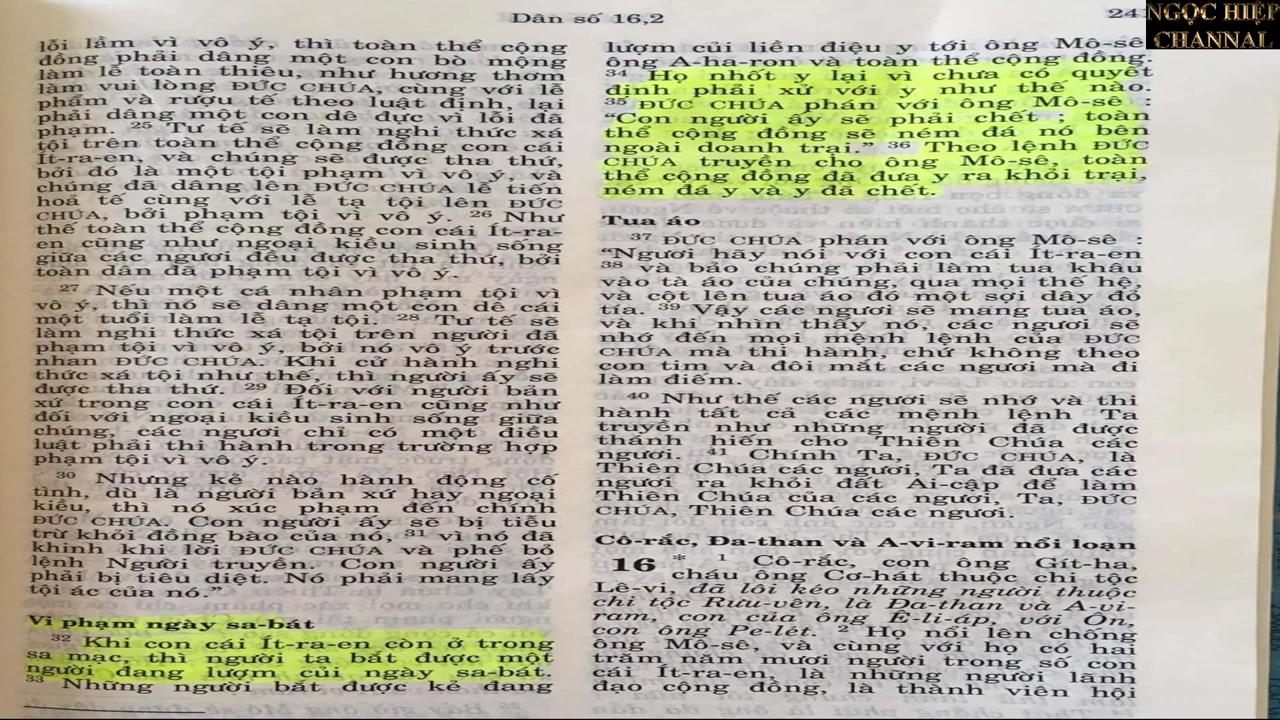 Dân số 16,2
241
NGỌC HIỆP
CHANNAL
lỗi lầm vì vô ý, thì toàn thể cộng
đồng phải dâng một con bò mộng
làm lễ toàn thiêu, như hương thơm
làm vui lòng ĐỨC CHÚA, cùng với lễ
phẩm và rượu tế theo luật định, lại
phải dâng một con dê đực vì lỗi đã
phạm. 25 Tư tế sẽ làm nghi thức xá
tội trên toàn thể cộng đồng con cái
Ít-ra-en, và chúng sẽ được tha thứ,
bởi đó là một tội phạm vì vô ý, và
chúng đã dâng lên ĐỨC CHÚA lễ tiến
hoả tế cùng với lễ tạ tội lên ĐỨC
CHÚA, bởi phạm tội vì vô ý. 26 Như
thế toàn thể cộng đồng con cái Ít-ra-
en cũng như ngoại kiều sinh sống
giữa các ngươi đều được tha thứ, bởi
toàn dân đã phạm tội vì vô ý.
27 Nếu một cá nhân phạm tội vì
vô ý, thì nó sẽ dâng một con dê cái
một tuổi làm lễ tạ tội. 28 Tư tế sẽ
làm nghi thức xá tội trên người đã
phạm tội vì vô ý, bởi nó vô ý trước
nhan ĐỨC CHÚA. Khi cử hành nghi
thức xá tội như thế, thì người ấy sẽ
được tha thứ. 29 Đối với người bản
xứ trong con cái Ít-ra-en cũng như
đối với ngoại kiều sinh sống giữa
chúng, các ngươi chỉ có một điều
luật phải thi hành trong trường hợp
phạm tội vì vô ý.
30 Nhưng kẻ nào hành động cố
tình, dù là người bản xứ hay ngoại
kiều, thì nó xúc phạm đến chính
ĐỨC CHÚA. Con người ấy sẽ bị tiễu
trừ khỏi đồng bào của nó, 31 vì nó đã
khinh khi lời ĐỨC CHÚA và phế bỏ
lệnh Người truyền. Con người ấy
phải bị tiêu diệt. Nó phải mang lấy
tội ác của nó.”
Vi phạm ngày sa-bát
32 Khi con cái Ít-ra-en còn ở trong
sa mạc, thì người ta bắt được một
người đang lượm củi ngày sa-bát.
33 Những người bắt được kẻ đang
lượm củi liền điệu y tới ông Mô-sê
ông A-ha-ron và toàn thể cộng đồng.
34 Họ nhốt y lại vì chưa có quyết
định phải xử với y như thế nào.
35 ĐỨC CHÚA phán với ông Mô-sê :
“Con người ấy sẽ phải chết ; toàn
thể cộng đồng sẽ ném đá nó bên
ngoài doanh trại.” 36 Theo lệnh ĐỨC
CHÚA truyền cho ông Mô-sê, toàn
thể cộng đồng đã đưa y ra khỏi trại,
ném đá y và y đã chết.
Tua áo
37 ĐỨC CHÚA phán với ông Mô-sê :
“Ngươi hãy nói với con cái Ít-ra-en
38 và bảo chúng phải làm tua khâu
vào tà áo của chúng, qua mọi thế hệ,
và cột lên tua áo đó một sợi dây đỏ
tía. 39 Vậy các ngươi sẽ mang tua áo,
và khi nhìn thấy nó, các ngươi sẽ
nhớ đến mọi mệnh lệnh của ĐỨC
CHÚA mà thi hành, chứ không theo
con tim và đôi mắt các ngươi mà đi
làm điếm.
40 Như thế các ngươi sẽ nhớ và thi
hành tất cả các mệnh lệnh Ta
truyền như những người đã được
thánh hiến cho Thiên Chúa các
ngươi. 41 Chính Ta, ĐỨC CHÚA, là
Thiên Chúa các ngươi, Ta đã đưa các
ngươi ra khỏi đất Ai-cập để làm
Thiên Chúa của các ngươi, Ta, ĐỨC
CHÚA, Thiên Chúa các ngươi.
Cô-rắc, Đa-than và A-vi-ram nổi loạn
16 * 1 Cô-rắc, con ông Gít-ha,
cháu ông Cơ-hát thuộc chi tộc
Lê-vi, đã lôi kéo những người thuộc
chi tộc Rưu-vên, là Đa-than và A-vi-
ram, con của ông Ê-li-áp, với Ôn,
con ông Pe-lét. 2 Họ nổi lên chống
ông Mô-sê, và cùng với họ có hai
trăm năm mươi người trong số con
cái Ít-ra-en, là những người lãnh
đạo cộng đồng, là thành viên hội